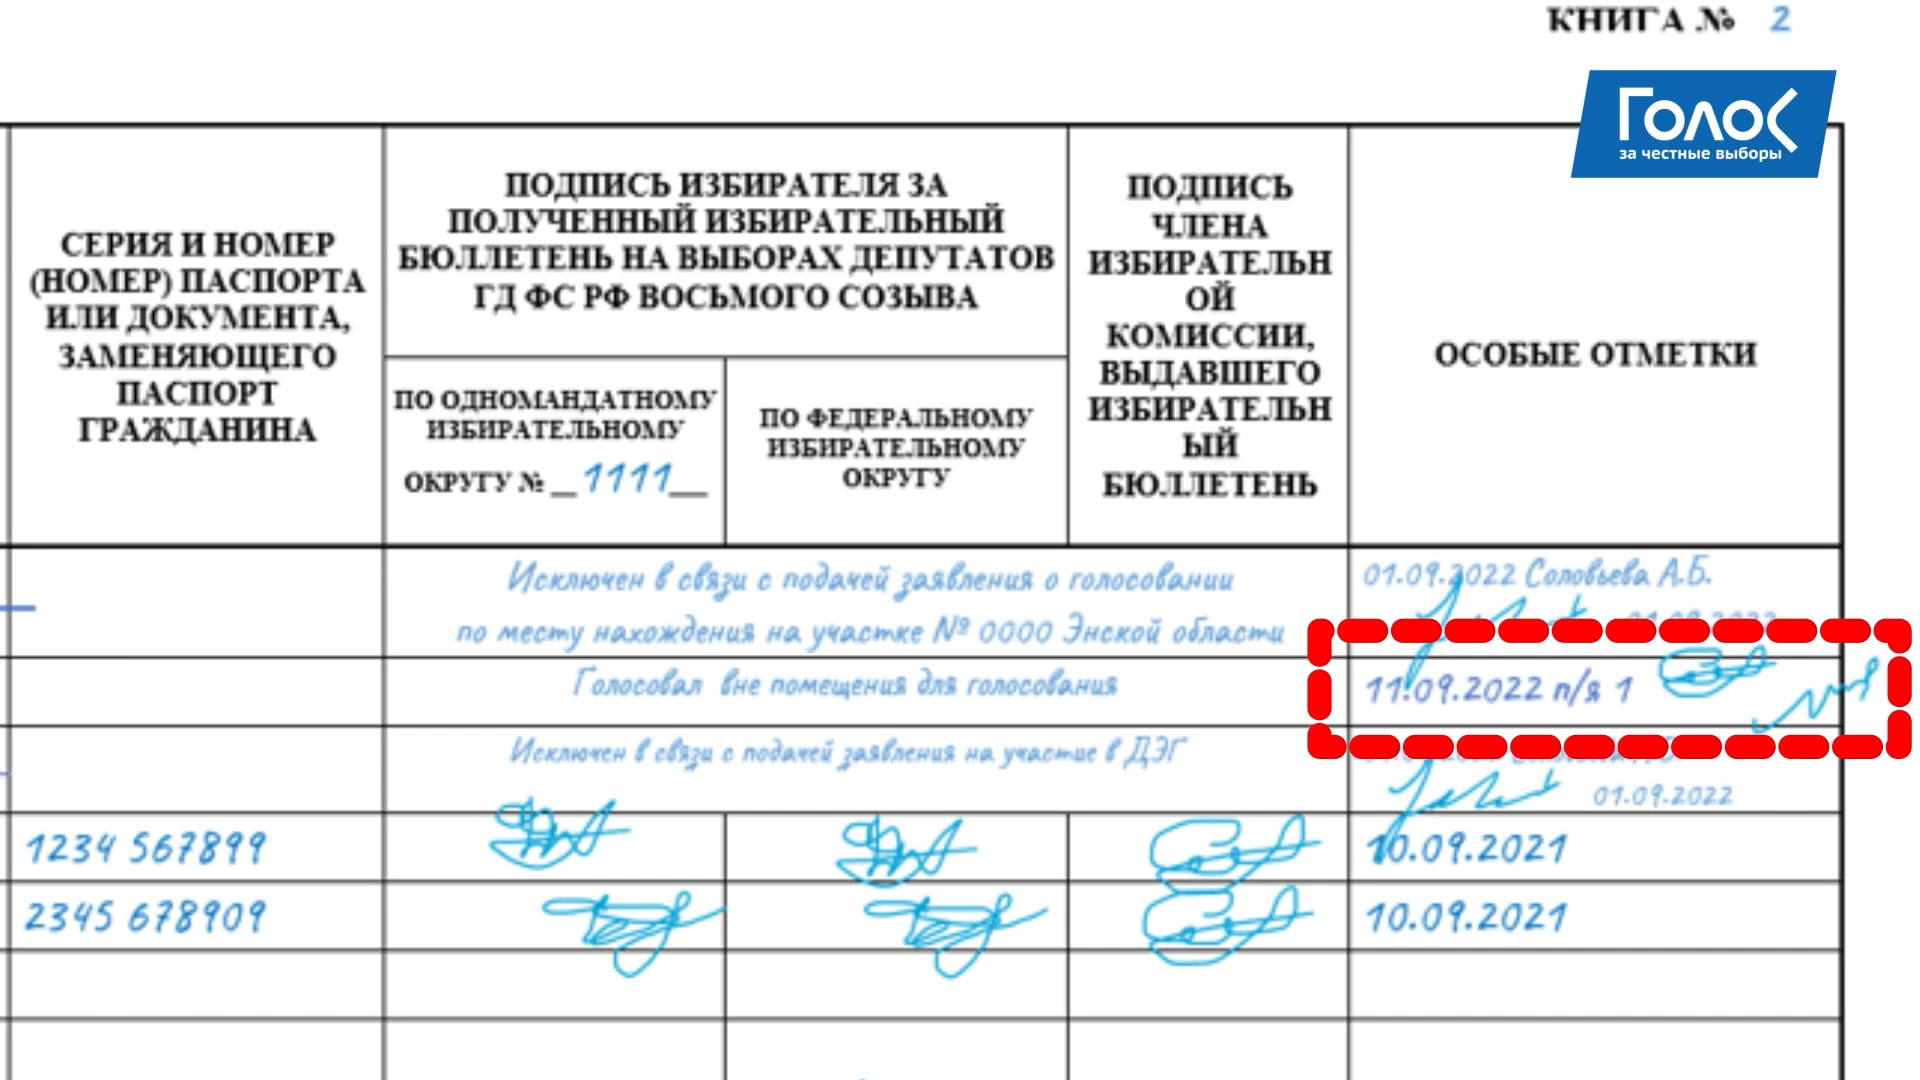 КНИГА № 2
Голос
за честные выборы
СЕРИЯ И НОМЕР
(НОМЕР) ПАСПОРТА
ИЛИ ДОКУМЕНТА,
ЗАМЕНЯЮЩЕГО
ПАСПОРТ
ГРАЖДАНИНА
ПОДПИСЬ ИЗБИРАТЕЛЯ ЗА
ПОЛУЧЕННЫЙ ИЗБИРАТЕЛЬНЫЙ
БЮЛЛЕТЕНЬ НА ВЫБОРАХ ДЕПУТАТОВ
ГД ФС РФ ВОСЬМОГО СОЗЫВА
ПО ОДНОМАНДАТНОМУ
ИЗБИРАТЕЛЬНОМУ
ОКРУГУ № __1111__
ПО ФЕДЕРАЛЬНОМУ
ИЗБИРАТЕЛЬНОМУ
ОКРУГУ
ПОДПИСЬ
ЧЛЕНА
ИЗБИРАТЕЛЬН
ОЙ
КОМИССИИ,
ВЫДАВШЕГО
ИЗБИРАТЕЛЬН
ЫЙ
БЮЛЛЕТЕНЬ
ОСОБЫЕ ОТМЕТКИ
Исключен в связи с подачей заявления о голосовании
по месту нахождения на участке № 0000 Энской области
01.09.2022 Соловьева А.Б.
Голосовал вне помещения для голосования
11.09.2022 п/я 1
Исключен в связи с подачей заявления на участие в ДЭГ
01.09.2022
1234 567899
10.09.2021
2345 678909
10.09.2021